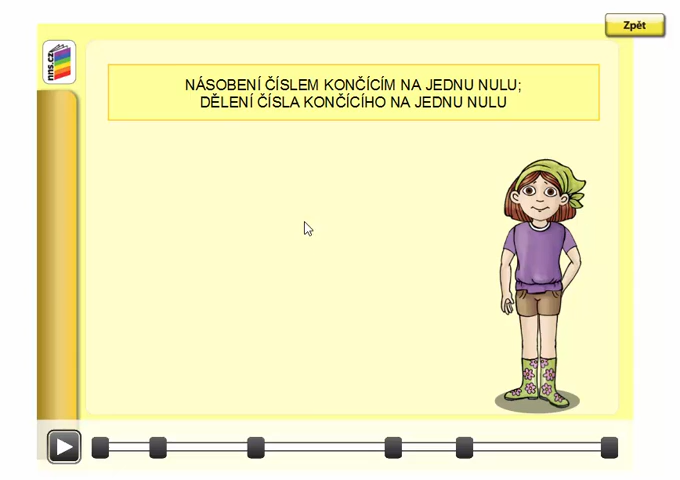 Zpět
nns.cz
NÁSOBENÍ ČÍSLEM KONČÍCÍM NA JEDNU NULU;
DĚLENÍ ČÍSLA KONČÍCÍHO NA JEDNU NULU